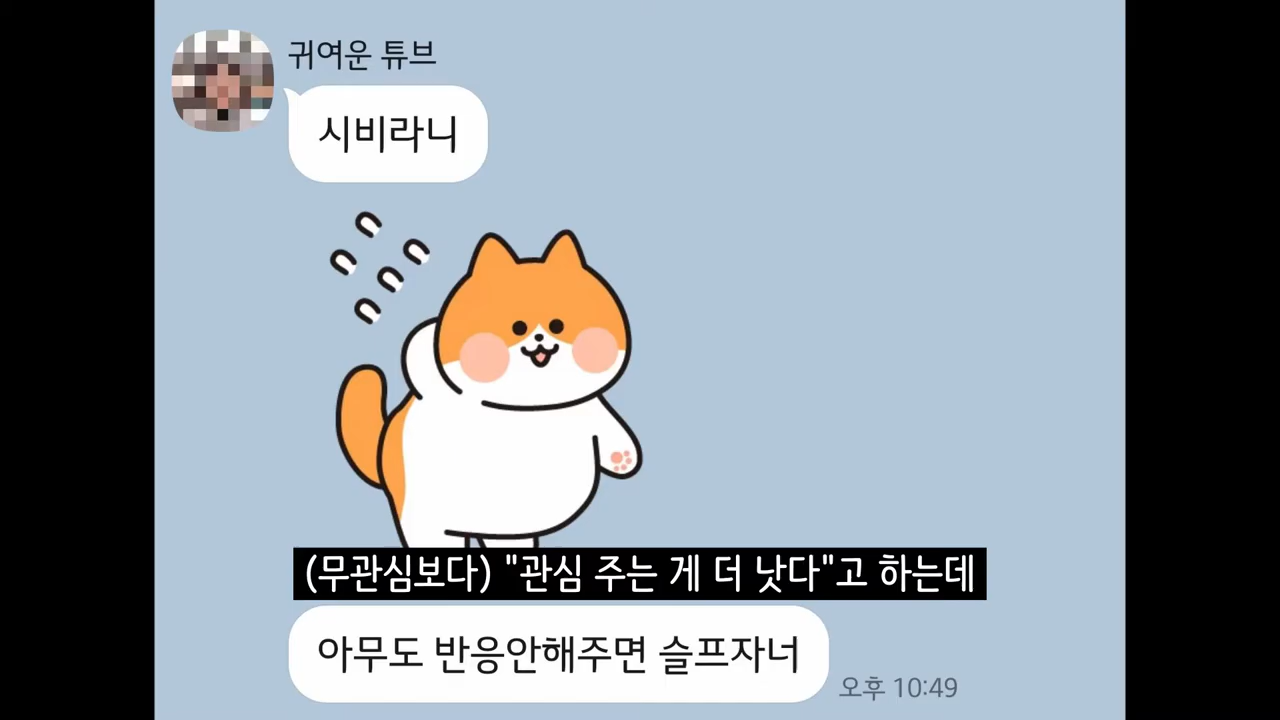 귀여운 튜브
시비라니
(무관심보다) "관심 주는 게 더 낫다"고 하는데
아무도 반응안해주면 슬프자너
오후 10:49